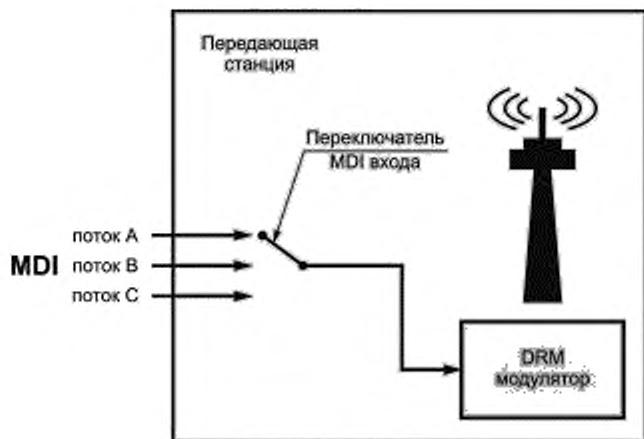 Передающая
станция
Переключатель
MDI входа
поток A
MDI поток B
поток C
DRM
модулятор